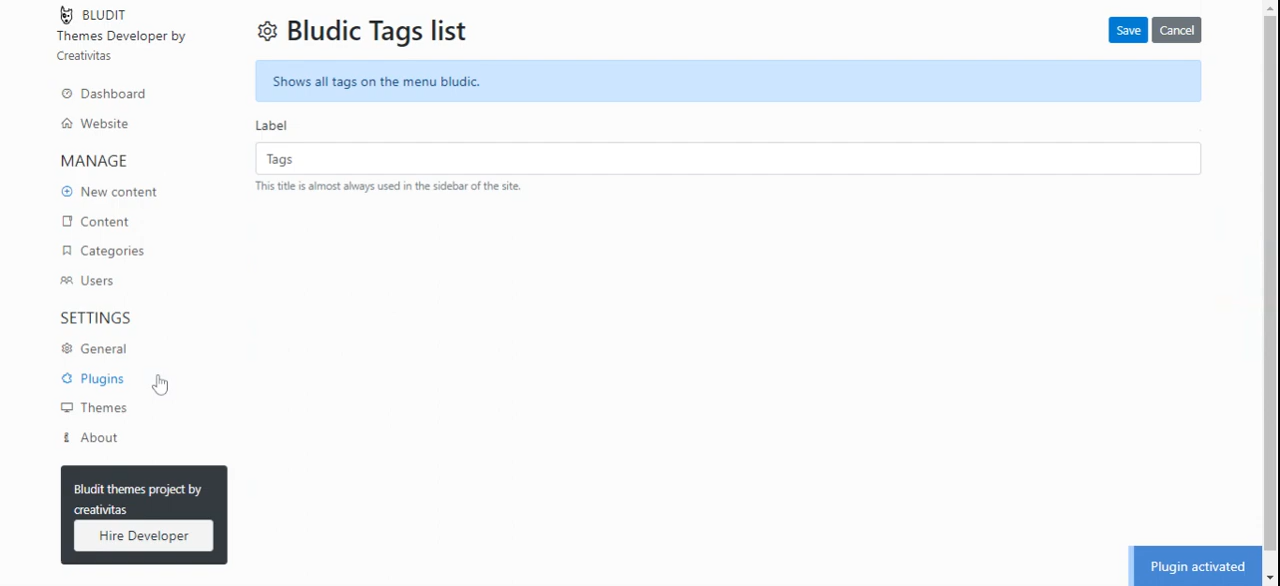 BLUDIT
Themes Developer by
Creativitas
Dashboard
Website
MANAGE
New content
Content
Categories
Users
SETTINGS
General
Plugins
Themes
About
Bludit themes project by
creativitas
Hire Developer
Bludic Tags list
Save
Cancel
Shows all tags on the menu bludic.
Label
Tags
This title is almost always used in the sidebar of the site.
Plugin activated